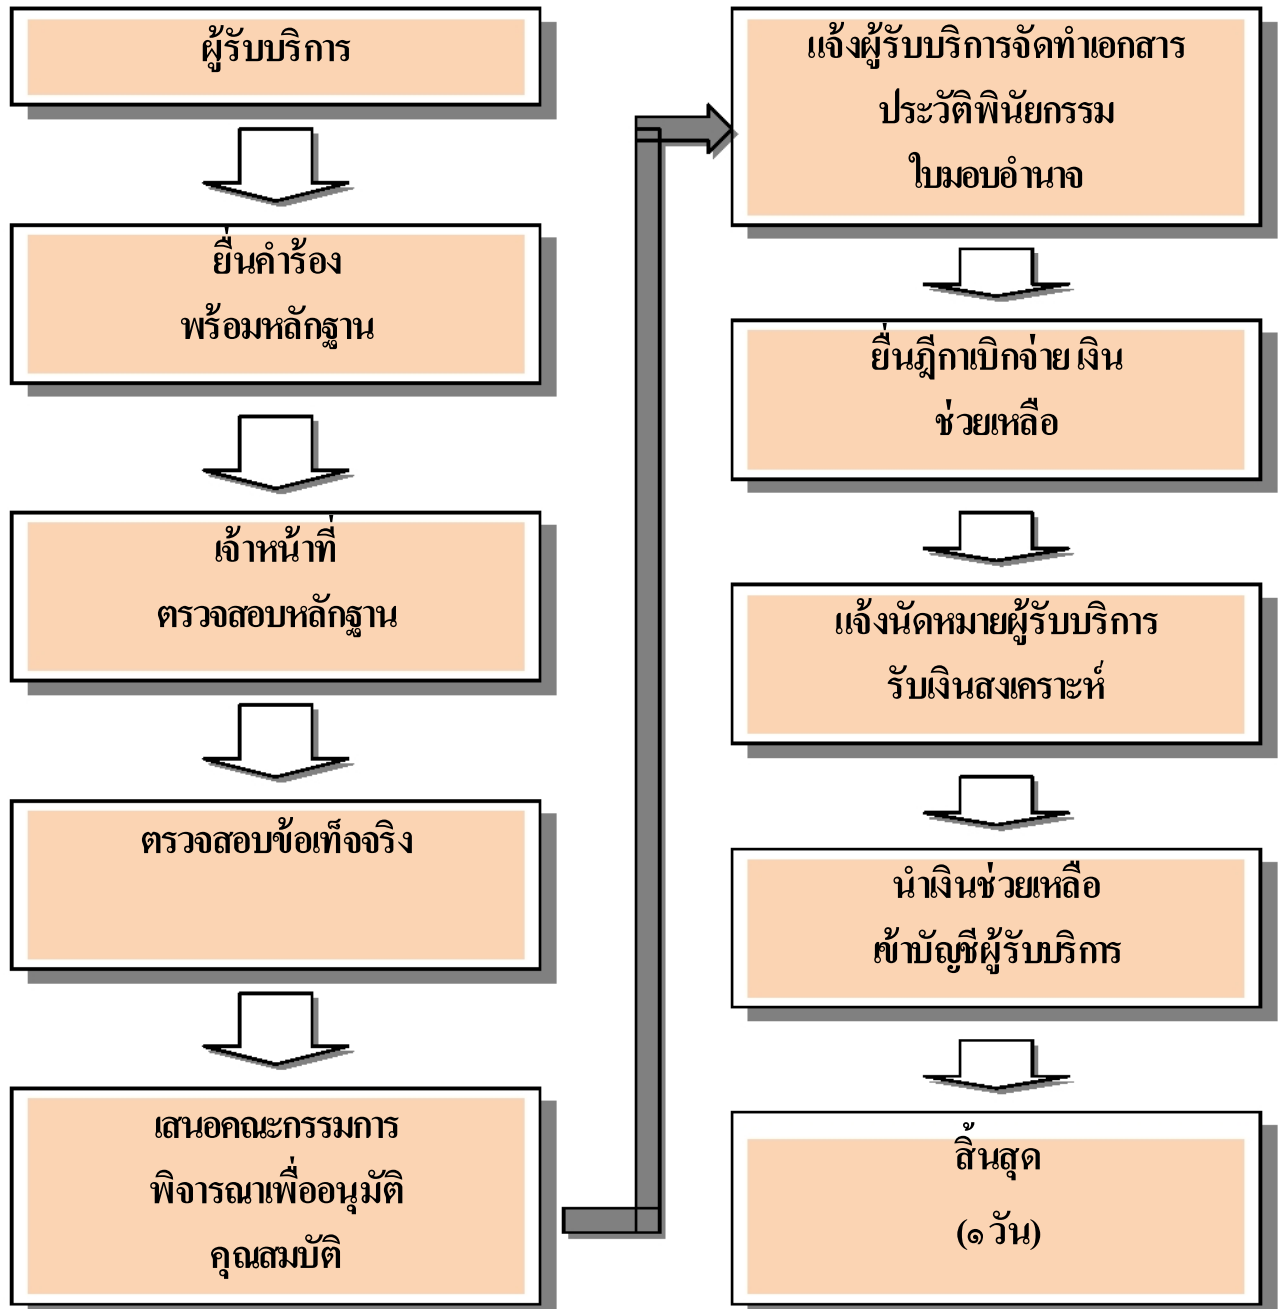 ผู้รับบริการ
ยื่นคำร้อง
พร้อมหลักฐาน
เจ้าหน้าที่
ตรวจสอบหลักฐาน
ตรวจสอบข้อเท็จจริง
เสนอคณะกรรมการ
พิจารณาเพื่ออนุมัติ
คุณสมบัติ
แจ้งผู้รับบริการจัดทำเอกสาร
ประวัติพินัยกรรม
ใบมอบอำนาจ
ยื่นฎีกาเบิกจ่าย เงิน
ช่วยเหลือ
แจ้งนัดหมายผู้รับบริการ
รับเงินสงเคราะห์
นำเงินช่วยเหลือ
เข้าบัญชีผู้รับบริการ
สิ้นสุด
(๑ วัน)